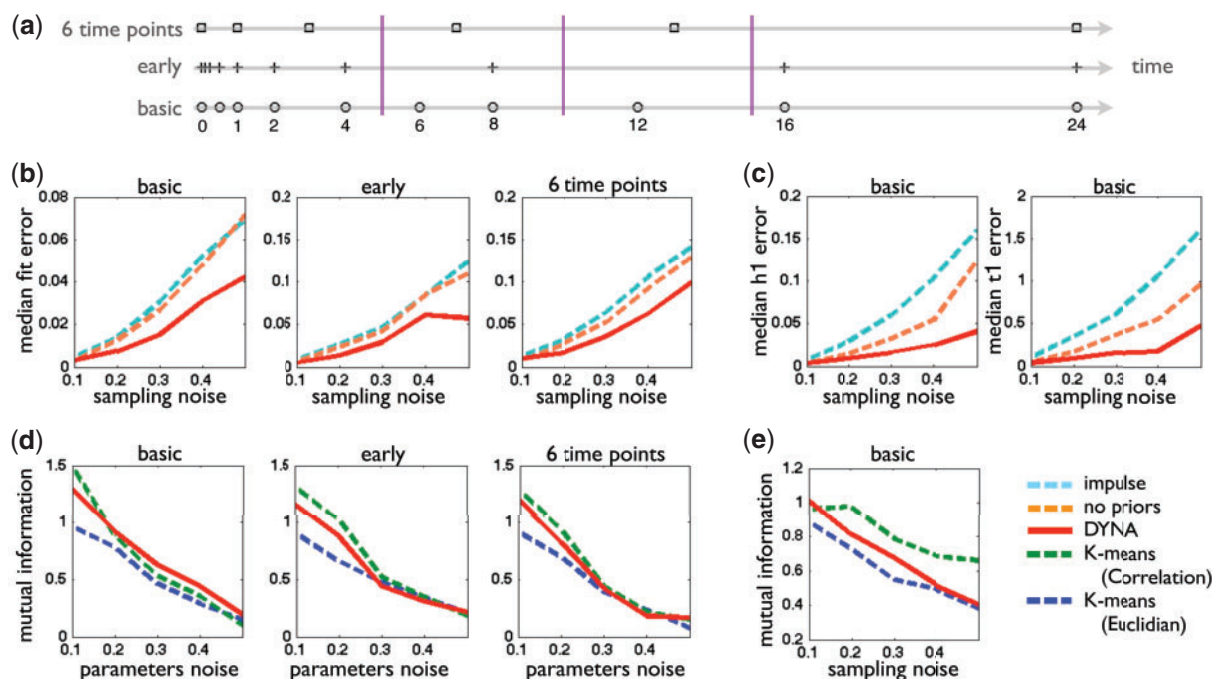 (a)
6 time points
early
time
basic
0 1 2 4 6 8 12 16 24
(b)
basic
early
6 time points
median fit error
0.08
0.06
0.04
0.02
0
0.1 0.2 0.3 0.4
sampling noise
0.2
0.15
0.1
0.05
0
0.1 0.2 0.3 0.4
sampling noise
0.2
0.15
0.1
0.05
0
0.1 0.2 0.3 0.4
sampling noise
(c)
basic
basic
median h1 error
0.2
0.15
0.1
0.05
0
0.1 0.2 0.3 0.4
sampling noise
median t1 error
2
1.5
1
0.5
0
0.1 0.2 0.3 0.4
sampling noise
(d)
basic
early
6 time points
mutual information
1.5
1
0.5
0
0.1 0.2 0.3 0.4
parameters noise
1.5
1
0.5
0
0.1 0.2 0.3 0.4
parameters noise
1.5
1
0.5
0
0.1 0.2 0.3 0.4
parameters noise
(e)
basic
mutual information
1.2
1
0.8
0.6
0.4
0.2
0.1 0.2 0.3 0.4
sampling noise
impulse
no priors
DYNA
K-means
(Correlation)
K-means
(Euclidian)